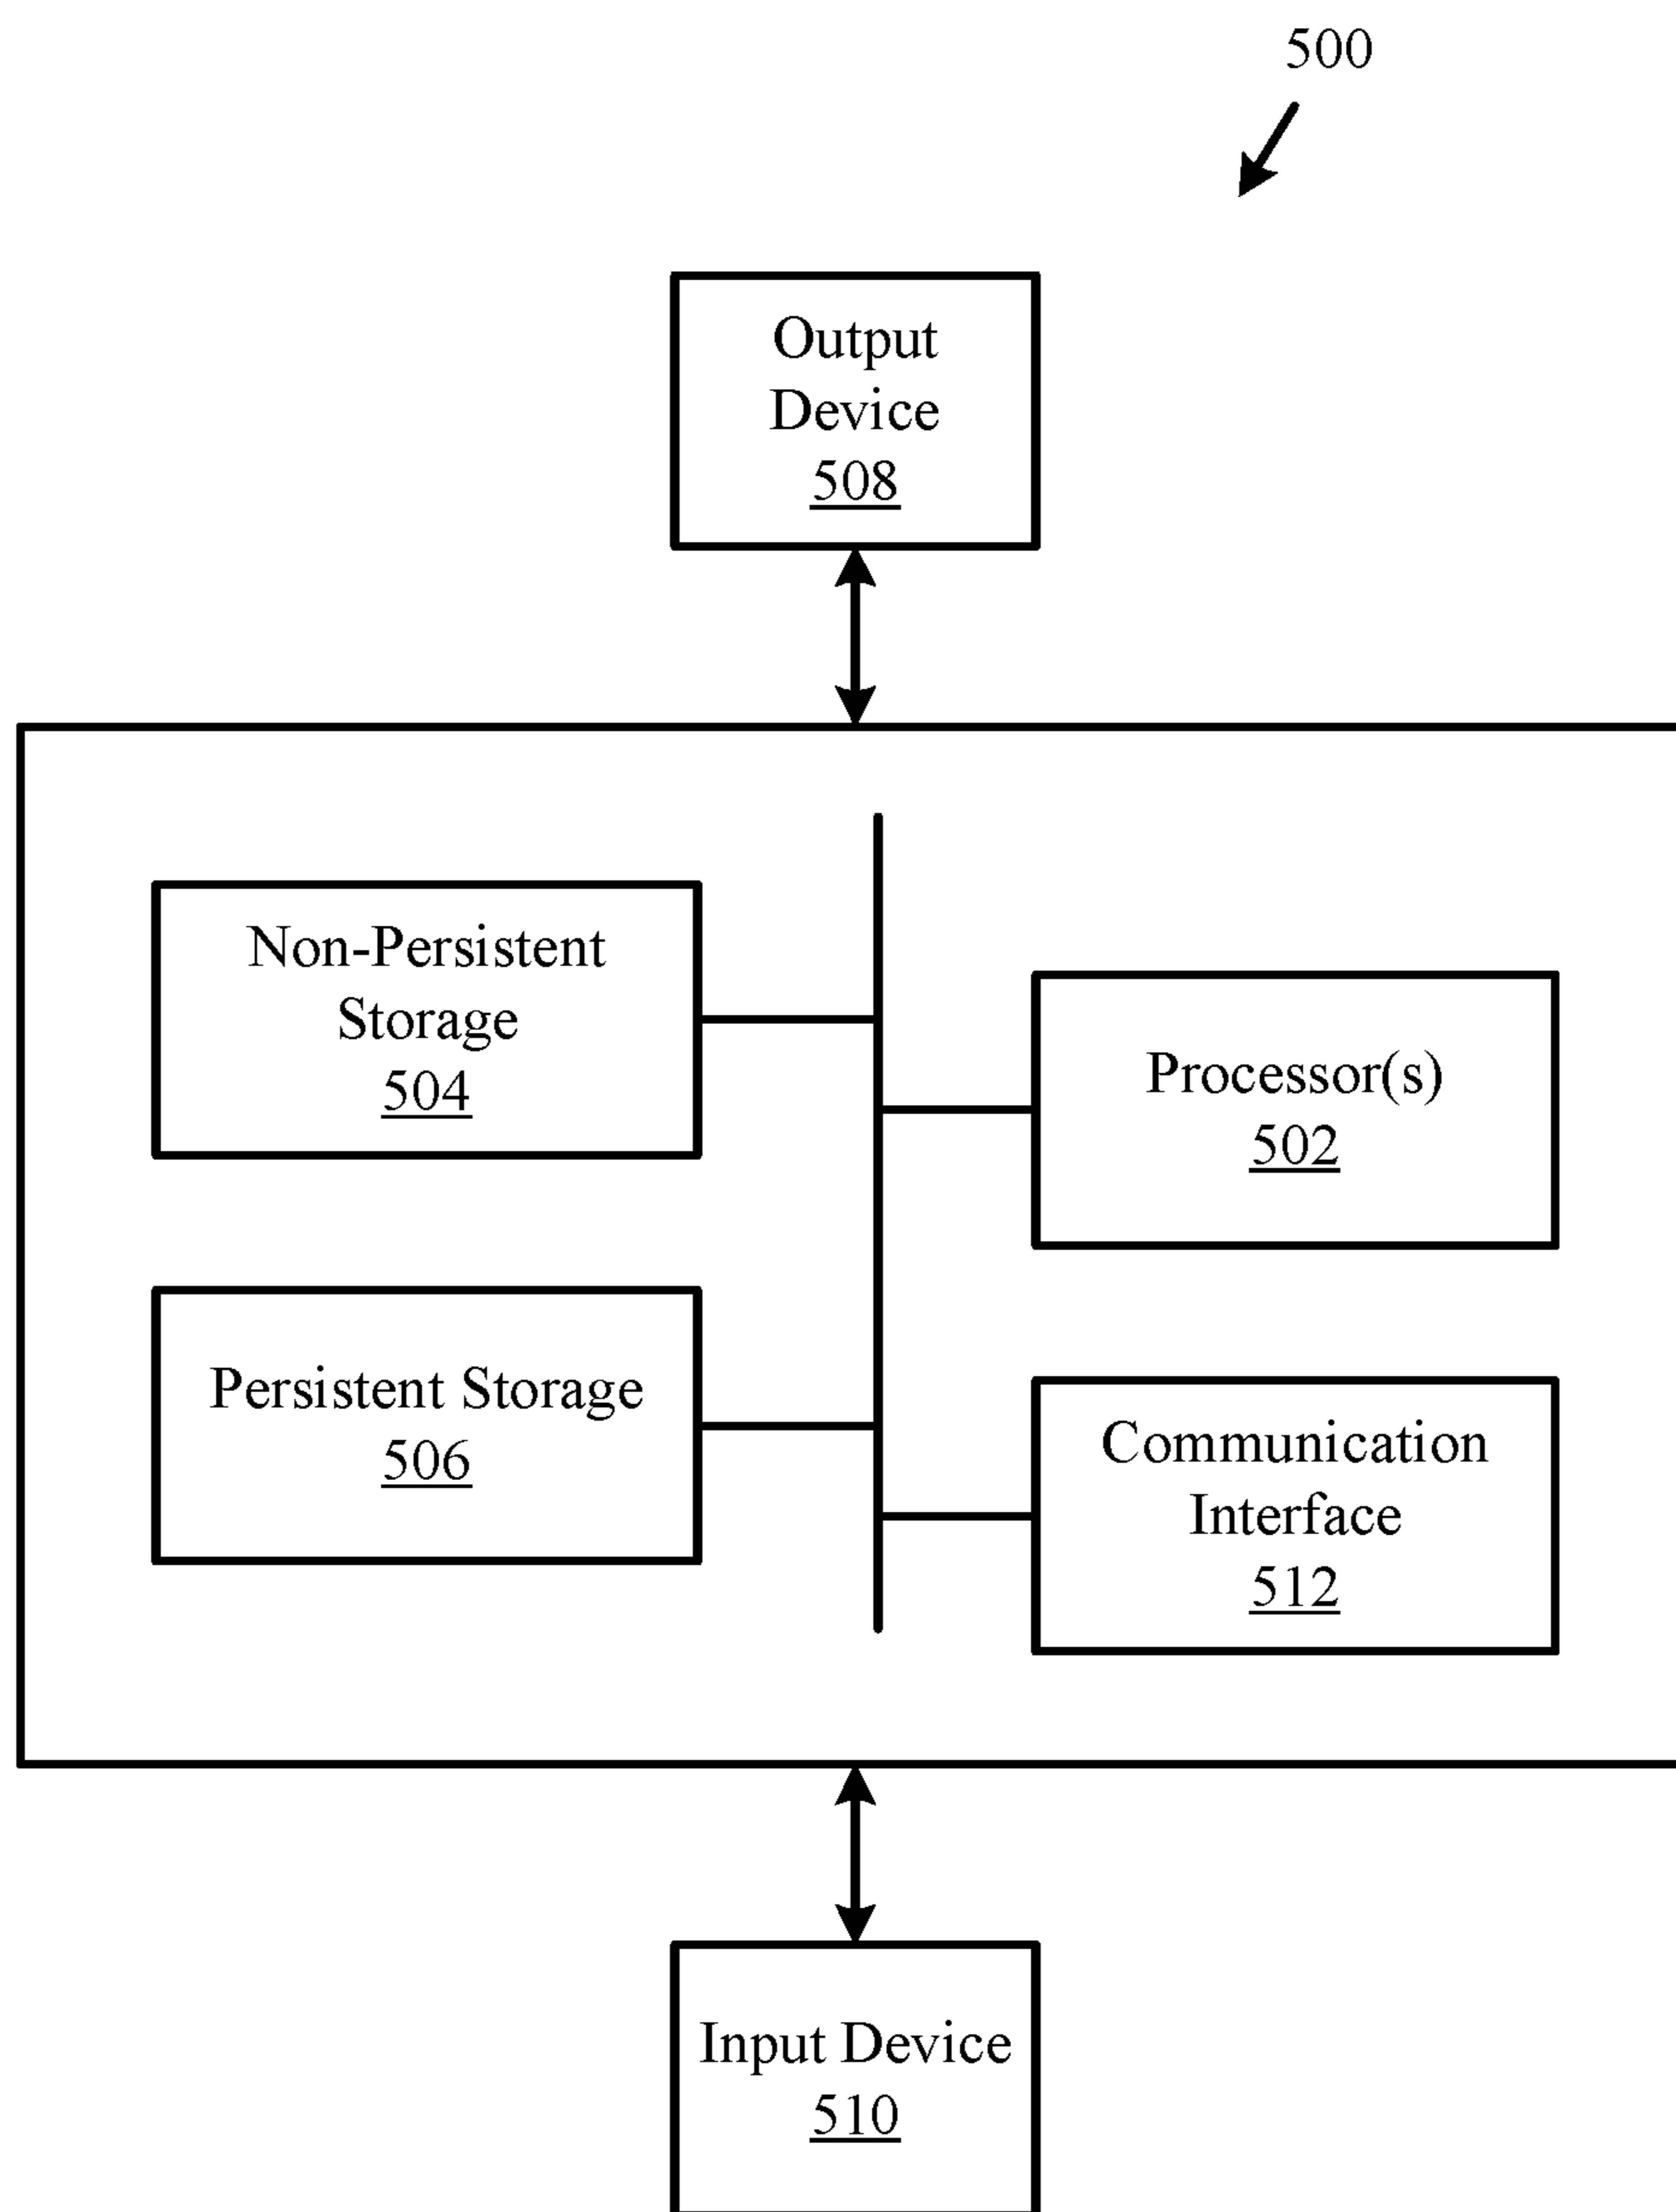 500
Output
Device
508
Non-Persistent
Storage
504
Processor(s)
502
Persistent Storage
506
Communication
Interface
512
Input Device
510